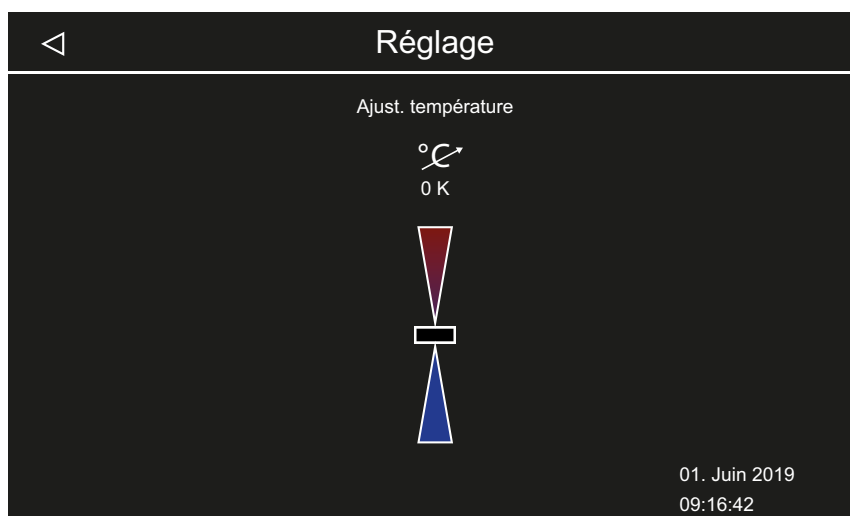 Réglage
Ajust. température
°C
0 K
01. Juin 2019
09:16:42